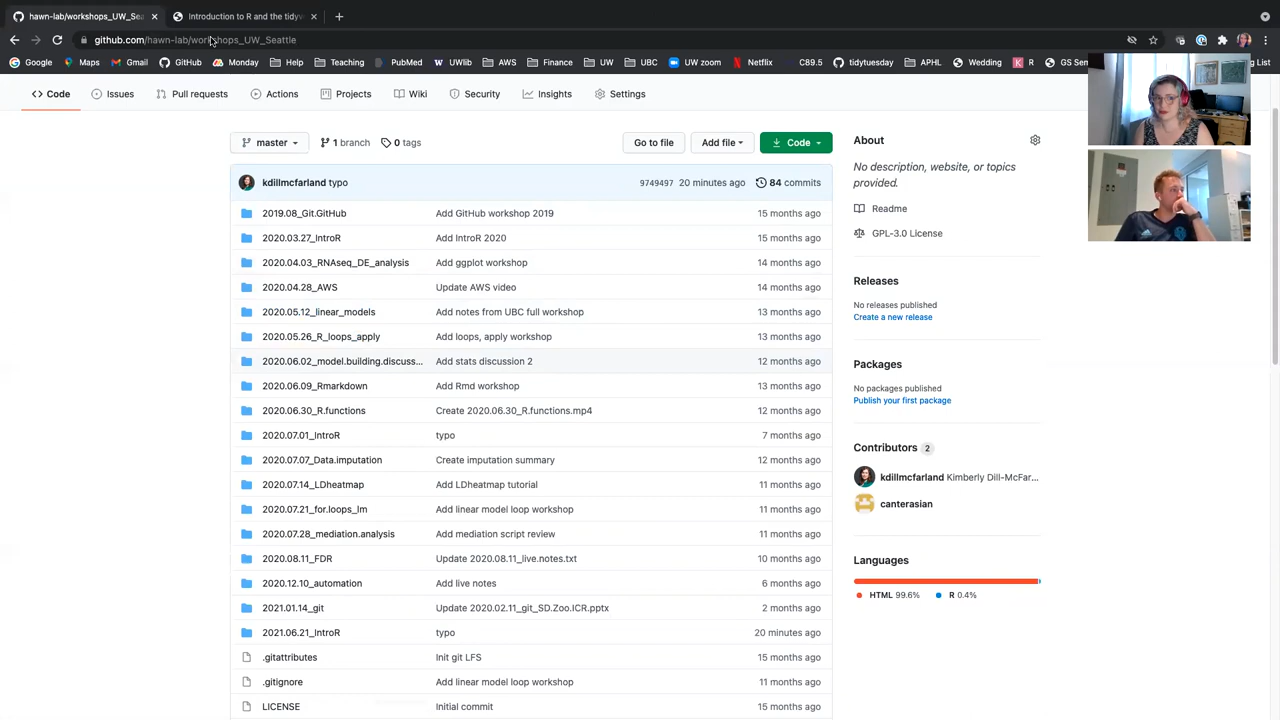 hawn-lab/workshops_UW_Sea
Introduction to R and the tidyve
github.com/hawn-lab/workshops_UW_Seattle
Google Maps Gmail GitHub Monday Help Teaching PubMed UWlib AWS Finance UW UBC UW zoom Netflix C89.5 tidytuesday APHL Wedding R GS Sem
g List
Code Issues Pull requests Actions Projects Wiki Security Insights Settings
master 1 branch 0 tags Go to file Add file Code
kdillmcfarland typo 9749497 20 minutes ago 84 commits
2019.08_Git.GitHub Add GitHub workshop 2019 15 months ago
2020.03.27_IntroR Add IntroR 2020 15 months ago
2020.04.03_RNAseq_DE_analysis Add ggplot workshop 14 months ago
2020.04.28_AWS Update AWS video 14 months ago
2020.05.12_linear_models Add notes from UBC full workshop 13 months ago
2020.05.26_R_loops_apply Add loops, apply workshop 13 months ago
2020.06.02_model.building.discuss... Add stats discussion 2 12 months ago
2020.06.09_Rmarkdown Add Rmd workshop 13 months ago
2020.06.30_R.functions Create 2020.06.30_R.functions.mp4 12 months ago
2020.07.01_IntroR typo 7 months ago
2020.07.07_Data.imputation Create imputation summary 12 months ago
2020.07.14_LDheatmap Add LDheatmap tutorial 11 months ago
2020.07.21_for.loops_lm Add linear model loop workshop 11 months ago
2020.07.28_mediation.analysis Add mediation script review 11 months ago
2020.08.11_FDR Update 2020.08.11_live.notes.txt 10 months ago
2020.12.10_automation Add live notes 6 months ago
2021.01.14_git Update 2020.02.11_git_SD.Zoo.ICR.pptx 2 months ago
2021.06.21_IntroR typo 20 minutes ago
.gitattributes Init git LFS 15 months ago
.gitignore Add linear model loop workshop 11 months ago
LICENSE Initial commit 15 months ago
About
No description, website, or topics
provided.
Readme
GPL-3.0 License
Releases
No releases published
Create a new release
Packages
No packages published
Publish your first package
Contributors 2
kdillmcfarland Kimberly Dill-McFar...
canterasian
Languages
HTML 99.6% R 0.4%